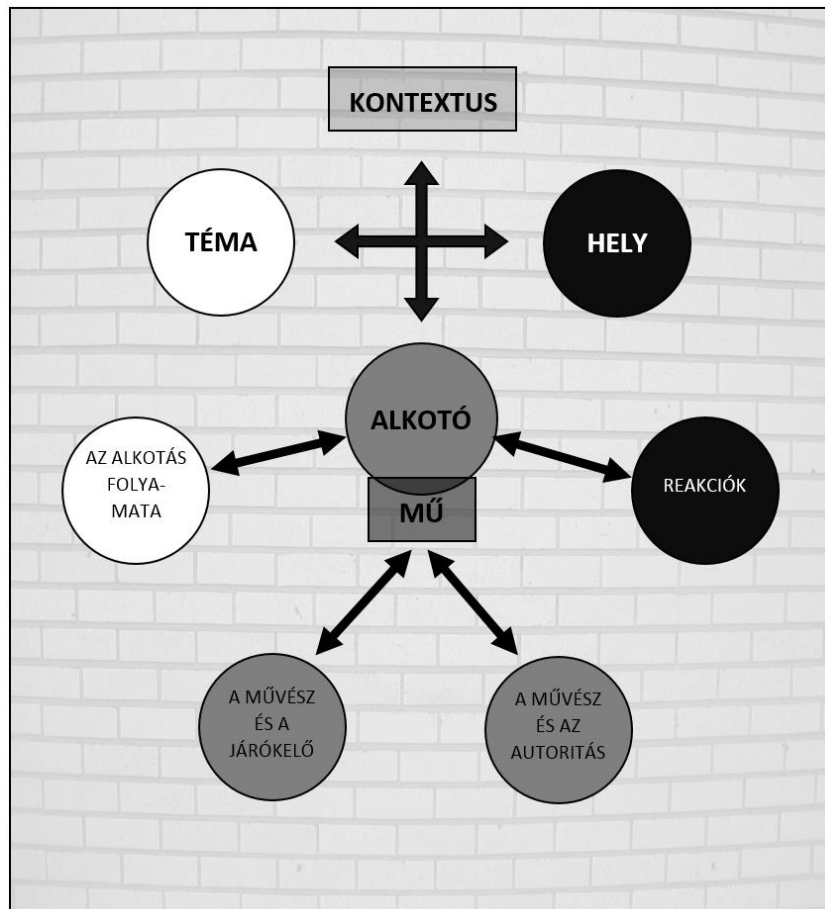 KONTEXTUS
TÉMA
HELY
ALKOTÓ
AZ ALKOTÁS
FOLYA-
MATA
REAKCIÓK
MŰ
A MŰVÉSZ
ÉS A
JÁRÓKELŐ
A MŰVÉSZ
ÉS AZ
AUTORITÁS